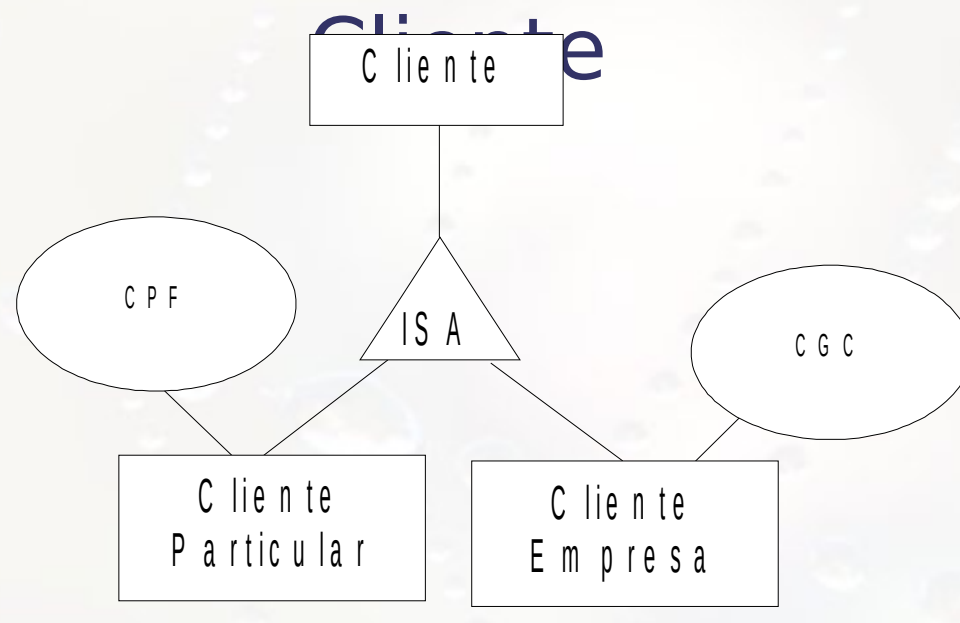 Cliente
Cliente
CPF
ISA
CGC
Cliente
Particular
Cliente
Empresa